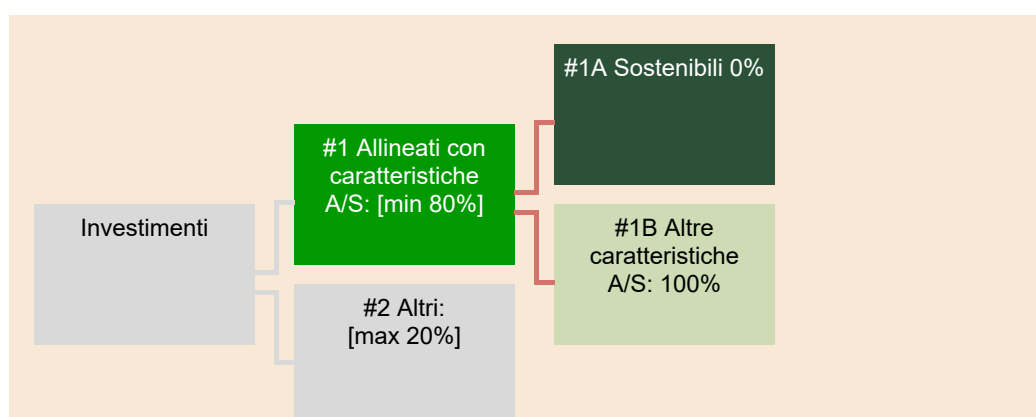 Investimenti
#1 Allineati con
caratteristiche
A/S: [min 80%]
#2 Altri:
[max 20%]
#1A Sostenibili 0%
#1B Altre
caratteristiche
A/S: 100%